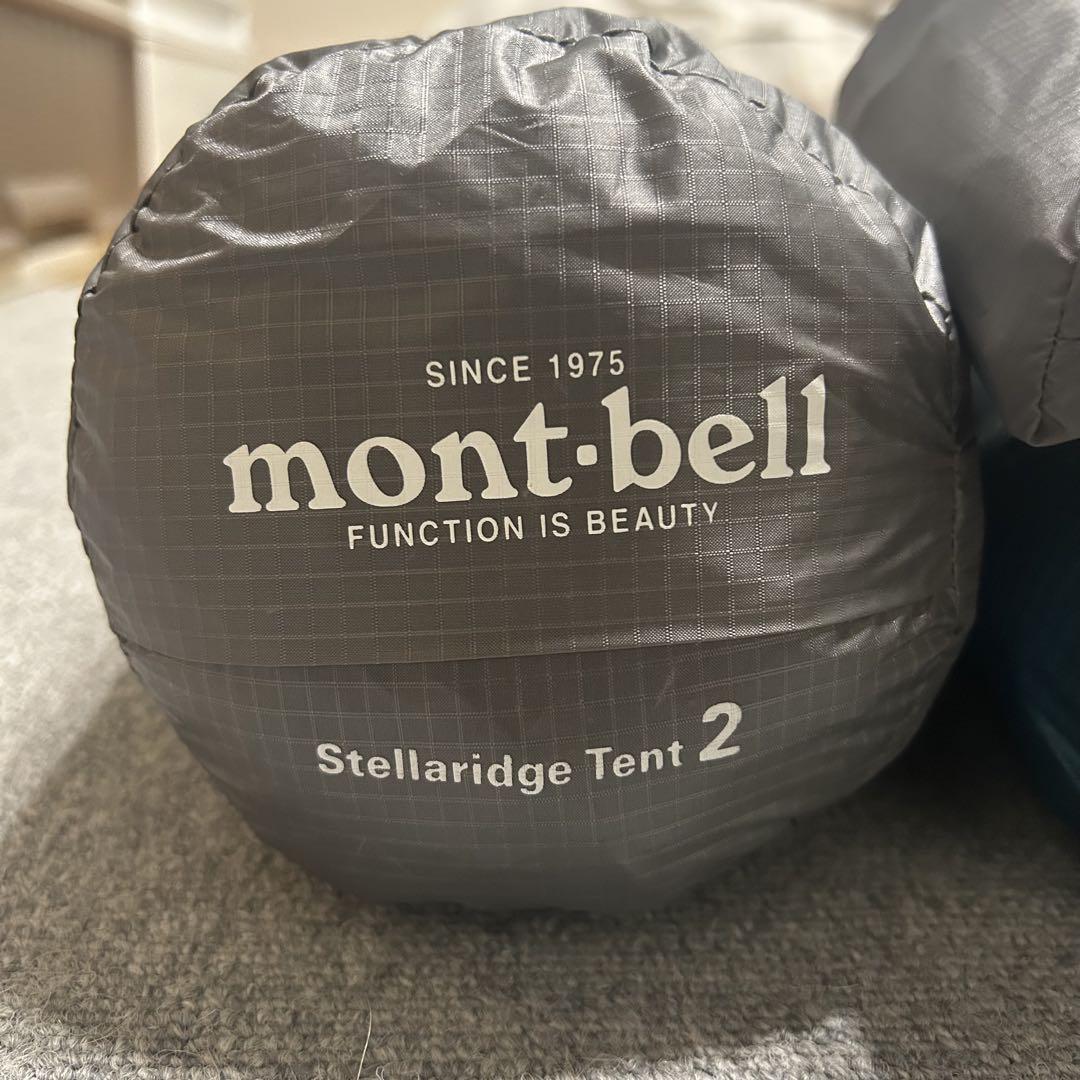 SINCE 1975
mont·bell
FUNCTION IS BEAUTY
Stellaridge Tent 2